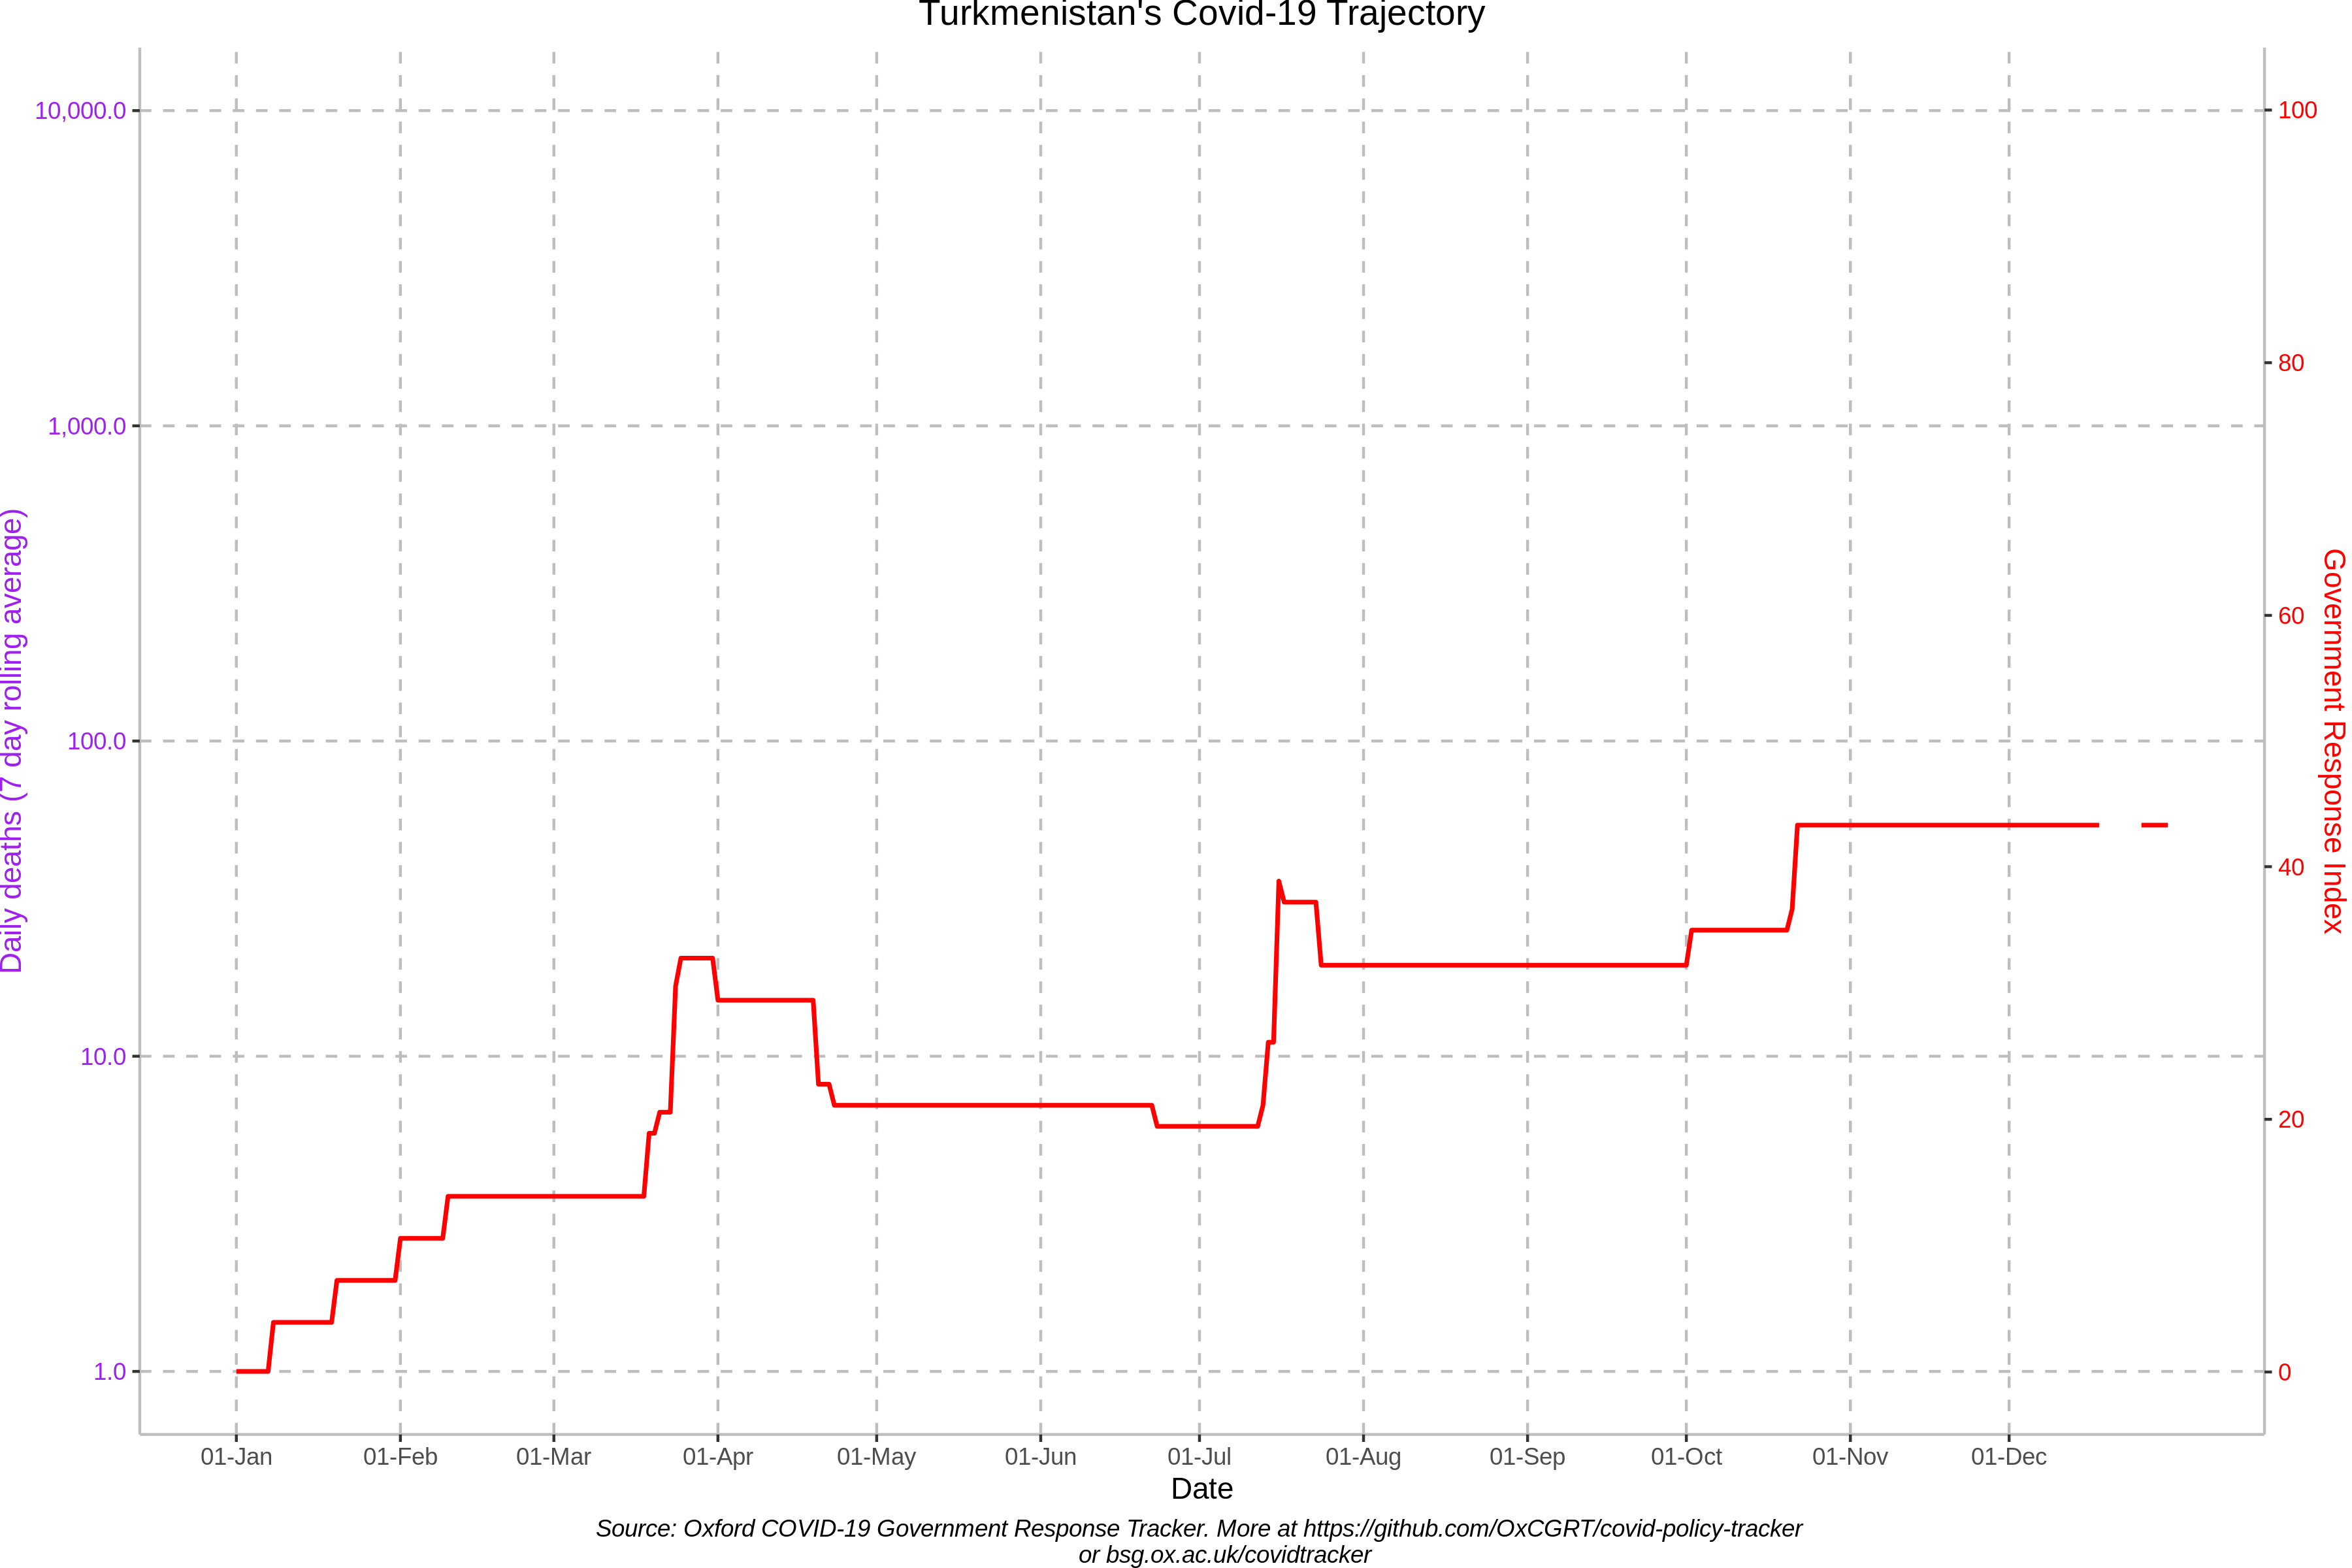 Turkmenistan's Covid-19 Trajectory
10,000.0
1,000.0
100.0
10.0
1.0
Daily deaths (7 day rolling average)
100
80
60
40
20
0
Government Response Index
01-Jan 01-Feb 01-Mar 01-Apr 01-May 01-Jun 01-Jul 01-Aug 01-Sep 01-Oct 01-Nov 01-Dec
Date
Source: Oxford COVID-19 Government Response Tracker. More at https://github.com/OxCGRT/covid-policy-tracker
or bsg.ox.ac.uk/covidtracker